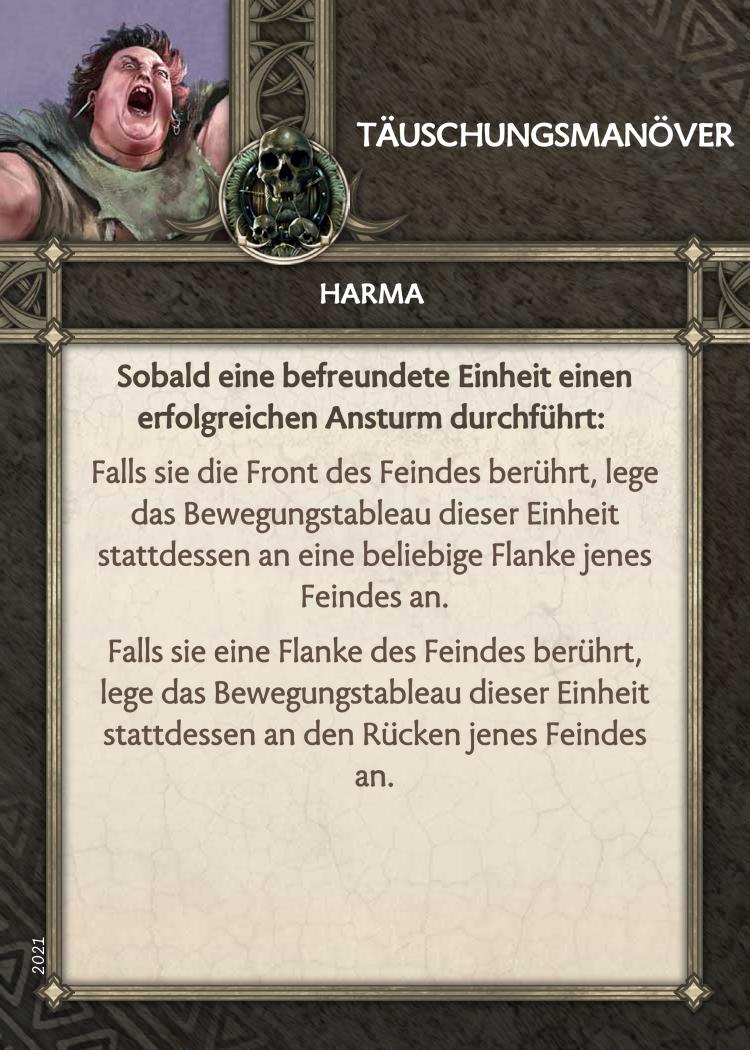 TÄUSCHUNGSMANÖVER
HARMA
Sobald eine befreundete Einheit einen
erfolgreichen Ansturm durchführt:
Falls sie die Front des Feindes berührt, lege
das Bewegungstableau dieser Einheit
stattdessen an eine beliebige Flanke jenes
Feindes an.
Falls sie eine Flanke des Feindes berührt,
lege das Bewegungstableau dieser Einheit
stattdessen an den Rücken jenes Feindes
an.
2021